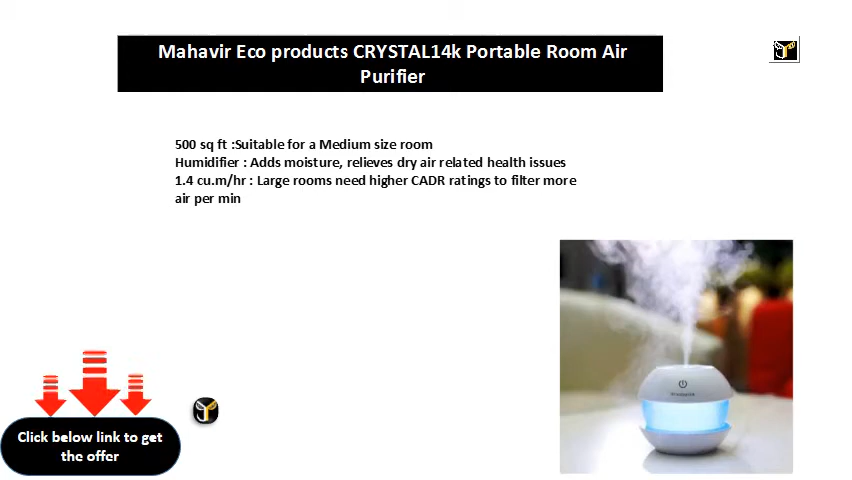 Mahavir Eco products CRYSTAL14k Portable Room Air
Purifier
500 sq ft :Suitable for a Medium size room
Humidifier : Adds moisture, relieves dry air related health issues
1.4 cu.m/hr : Large rooms need higher CADR ratings to filter more
air per min
Click below link to get
the offer